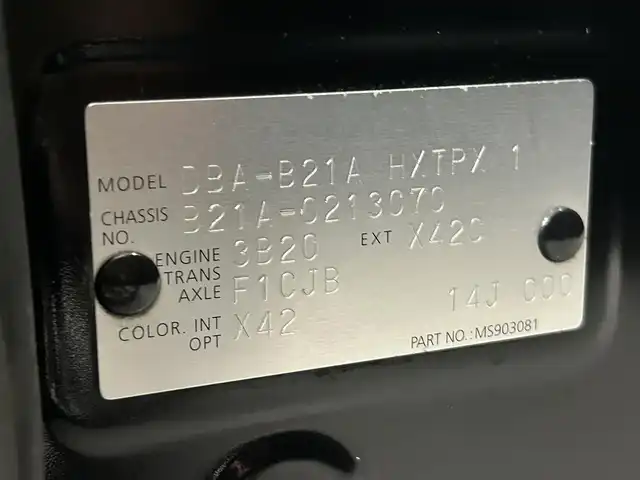 MODEL DBA-B21A HXTPX 1
CHASSIS NO. B21A-0213070
ENGINE 3B20 EXT X42C
TRANS AXLE F1CJB
COLOR. INT OPT X42 14J C00
PART NO.: MS903081